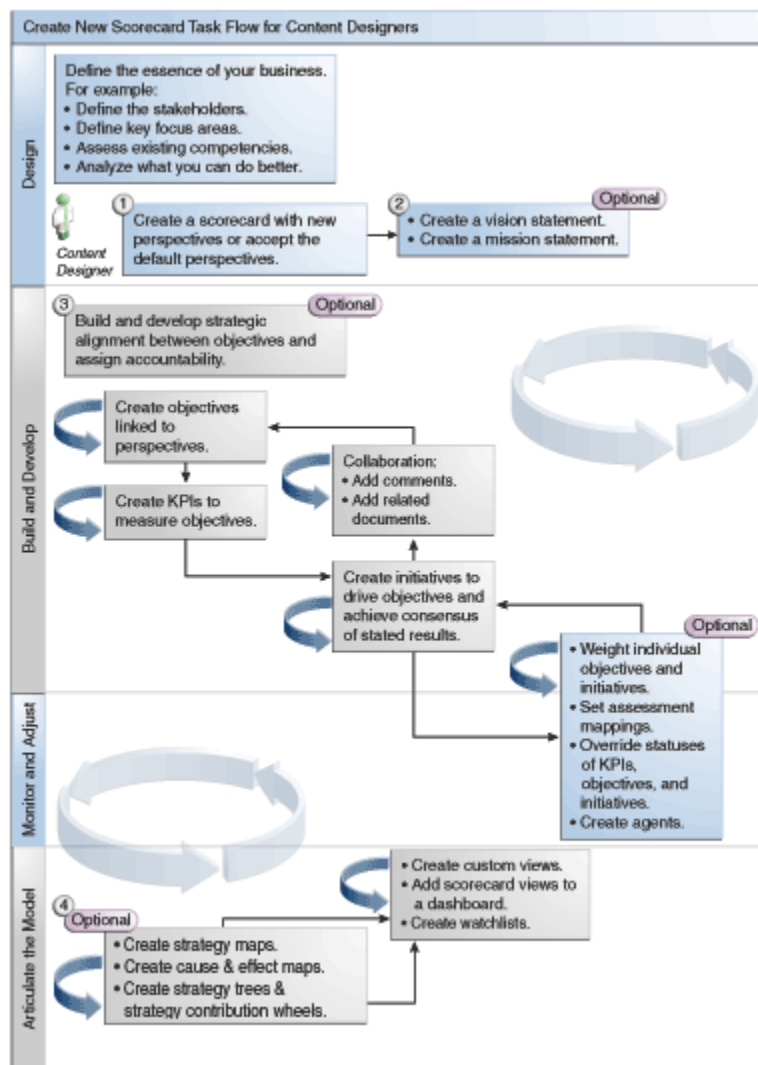 Create New Scorecard Task Flow for Content Designers
Design
Define the essence of your business.
For example:
• Define the stakeholders.
• Define key focus areas.
• Assess existing competencies.
• Analyze what you can do better.
Content
Designer
1
Create a scorecard with new
perspectives or accept the
default perspectives.
2
Optional
• Create a vision statement.
• Create a mission statement.
Build and Develop
3
Optional
Build and develop strategic
alignment between objectives and
assign accountability.
Create objectives
linked to
perspectives.
Collaboration:
• Add comments.
• Add related
documents.
Create KPIs to
measure objectives.
Create initiatives to
drive objectives and
achieve consensus
of stated results.
Optional
• Weight individual
objectives and
initiatives.
• Set assessment
mappings.
• Override statuses
of KPIs,
objectives, and
initiatives.
• Create agents.
Monitor and Adjust
Articulate the Model
• Create custom views.
• Add scorecard views to
a dashboard.
• Create watchlists.
4
Optional
• Create strategy maps.
• Create cause & effect maps.
• Create strategy trees &
strategy contribution wheels.